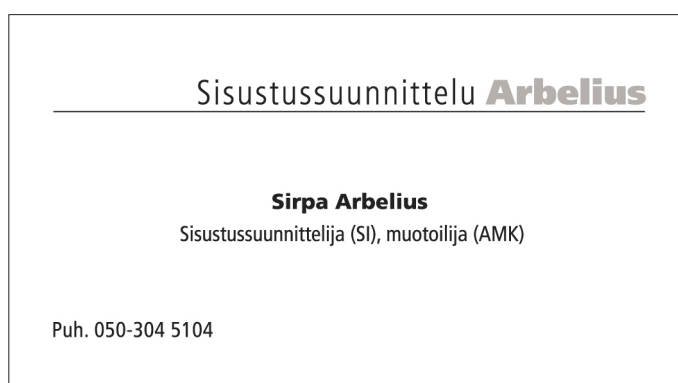 Sisustussuunnittelu Arbelius
Sirpa Arbelius
Sisustussuunnittelija (SI), muotoilija (AMK)
Puh. 050-304 5104